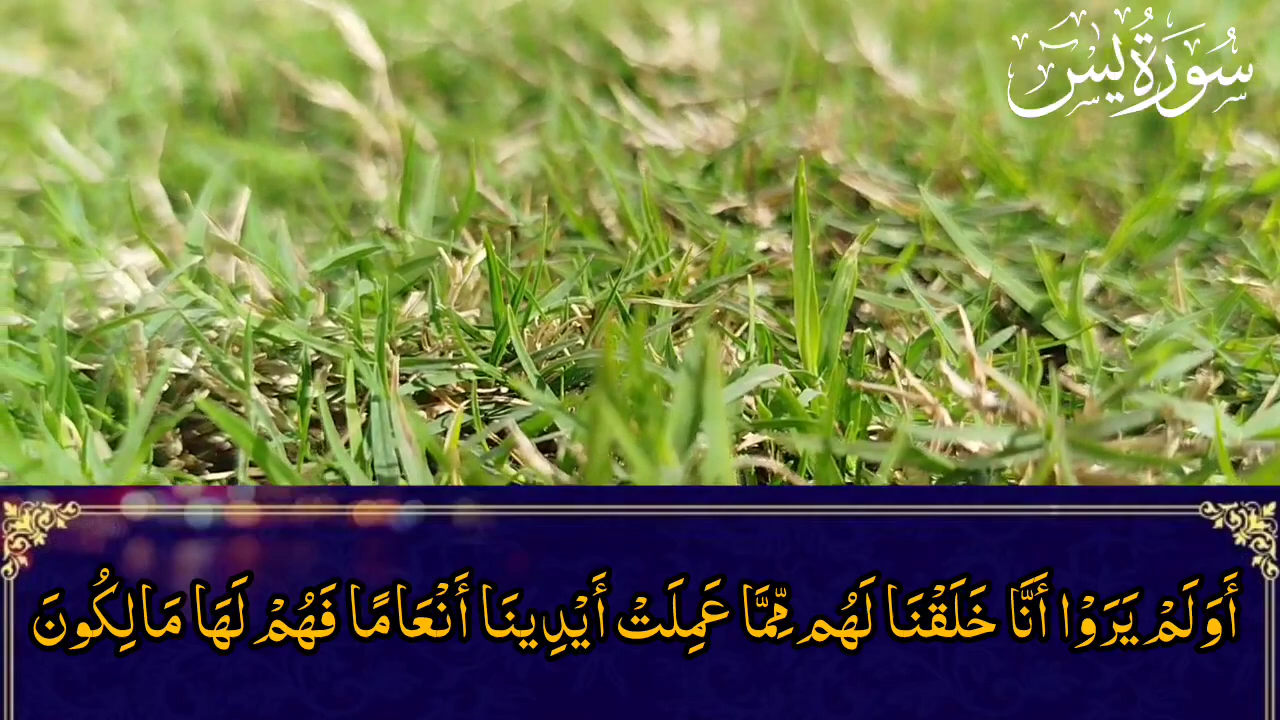 سُورَةُ يسٓ
أَوَلَمْ يَرَوْا أَنَّا خَلَقْنَا لَهُم مِّمَّا عَمِلَتْ أَيْدِينَا أَنْعَامًا فَهُمْ لَهَا مَالِكُونَ